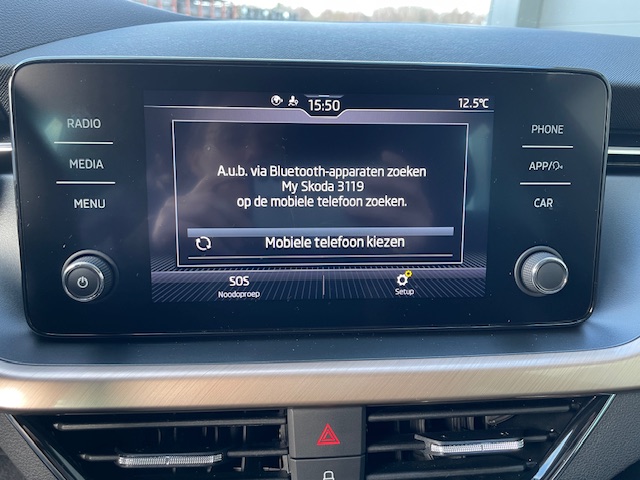 15:50
12.5°C
RADIO
MEDIA
MENU
A.u.b. via Bluetooth-apparaten zoeken
My Skoda 3119
op de mobiele telefoon zoeken.
Mobiele telefoon kiezen
SOS
Noodoproep
Setup
PHONE
APP/
CAR